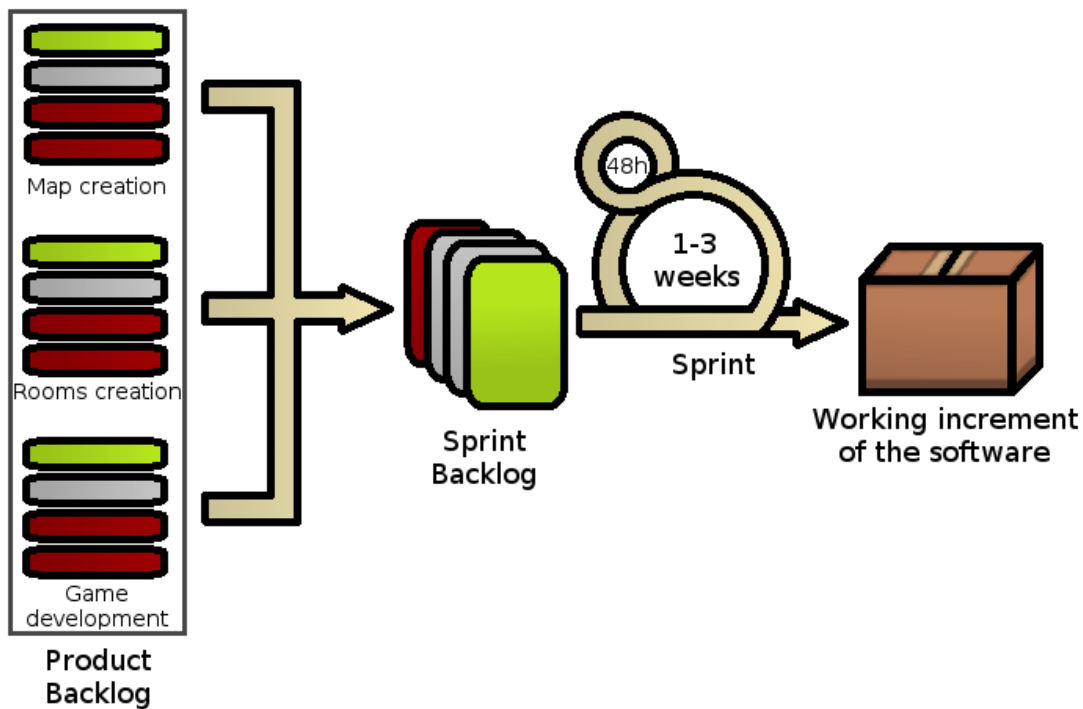 Map creation
Rooms creation
Game
development
Product
Backlog
Sprint
Backlog
48h
1-3
weeks
Sprint
Working increment
of the software